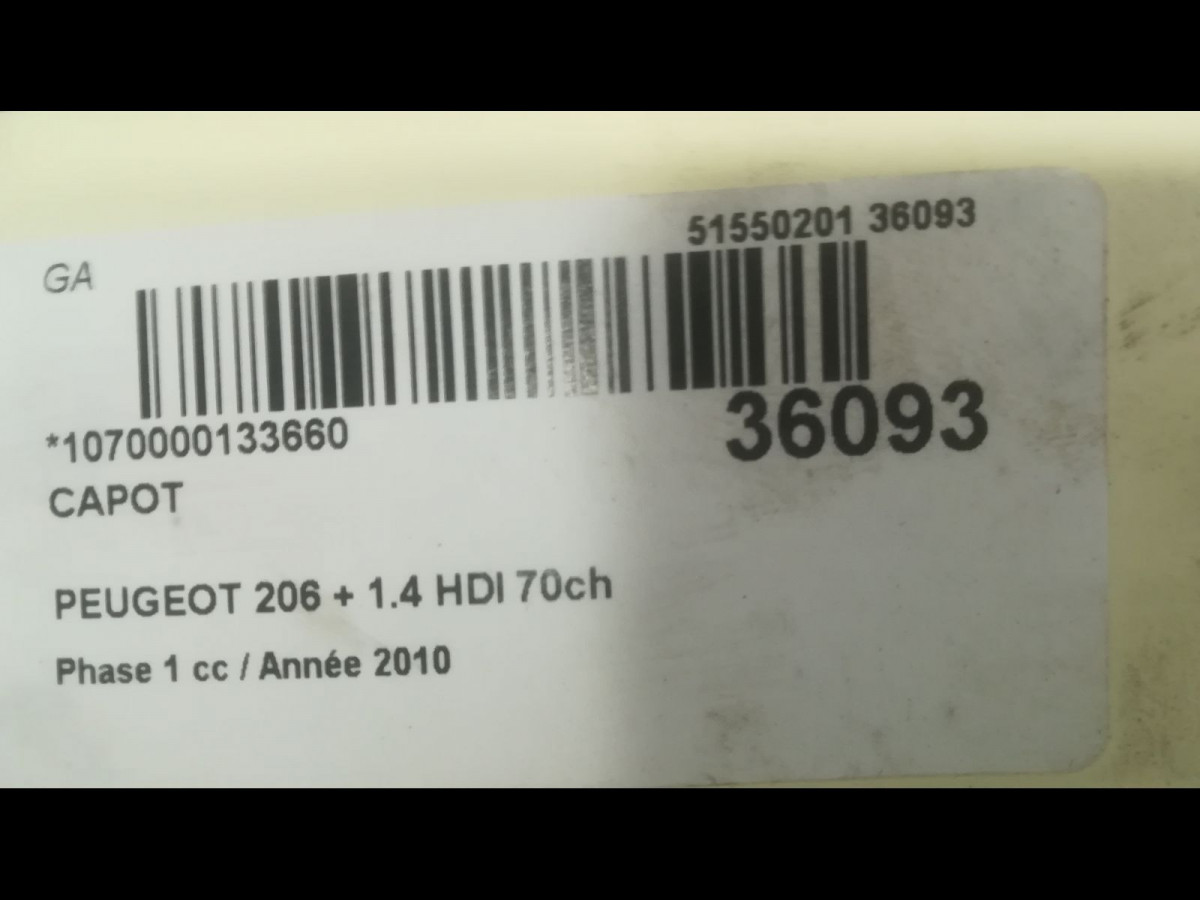 51550201 36093
GA
*1070000133660
36093
CAPOT
PEUGEOT 206 + 1.4 HDI 70ch
Phase 1 cc / Année 2010